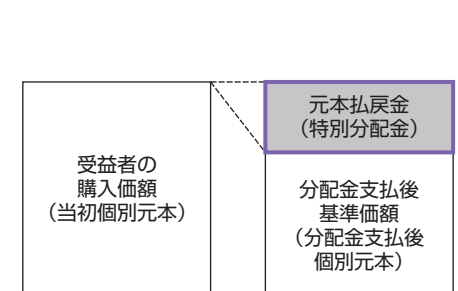 受益者の
購入価額
（当初個別元本）
元本払戻金
（特別分配金）
分配金支払後
基準価額
（分配金支払後
個別元本）